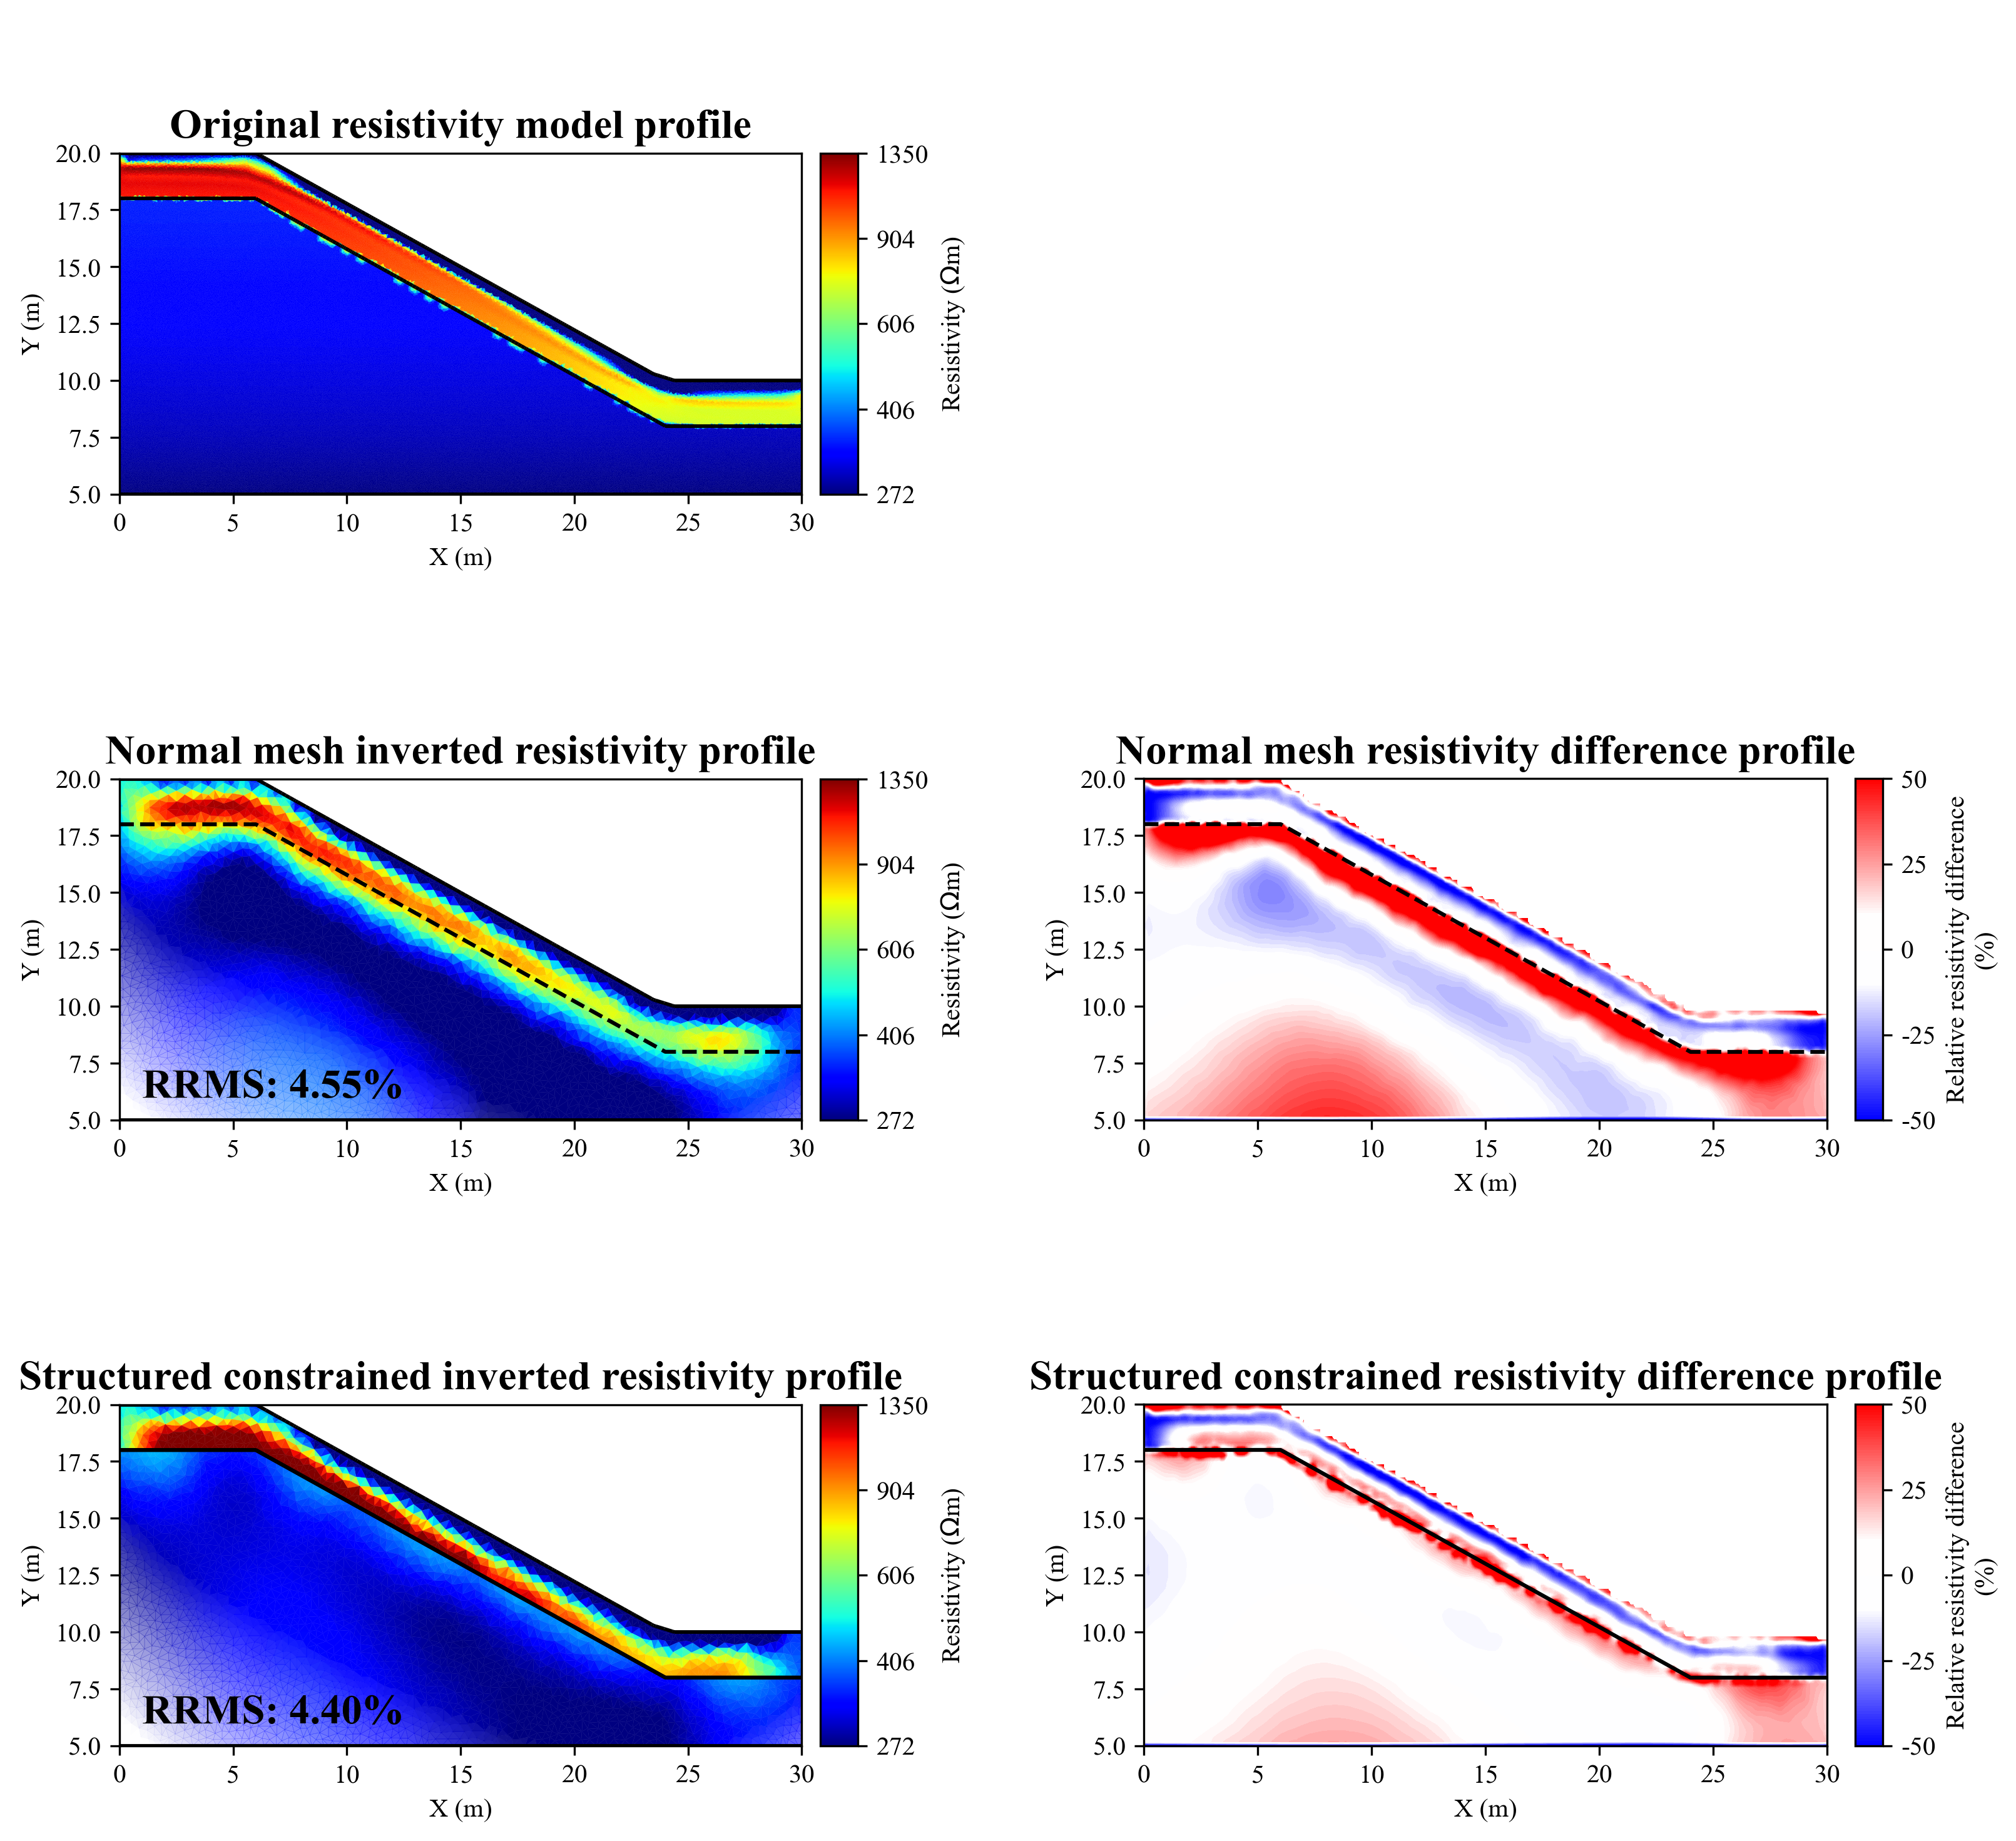 Original resistivity model profile
20.0
17.5
15.0
12.5
10.0
7.5
5.0
Y (m)
0 5 10 15 20 25 30
X (m)
1350
904
606
406
272
Resistivity (Ωm)
Normal mesh inverted resistivity profile
20.0
17.5
15.0
12.5
10.0
7.5
5.0
Y (m)
RRMS: 4.55%
0 5 10 15 20 25 30
X (m)
1350
904
606
406
272
Resistivity (Ωm)
Normal mesh resistivity difference profile
20.0
17.5
15.0
12.5
10.0
7.5
5.0
Y (m)
0 5 10 15 20 25 30
X (m)
50
25
0
-25
-50
Relative resistivity difference
(%)
Structured constrained inverted resistivity profile
20.0
17.5
15.0
12.5
10.0
7.5
5.0
Y (m)
RRMS: 4.40%
0 5 10 15 20 25 30
X (m)
1350
904
606
406
272
Resistivity (Ωm)
Structured constrained resistivity difference profile
20.0
17.5
15.0
12.5
10.0
7.5
5.0
Y (m)
0 5 10 15 20 25 30
X (m)
50
25
0
-25
-50
Relative resistivity difference
(%)